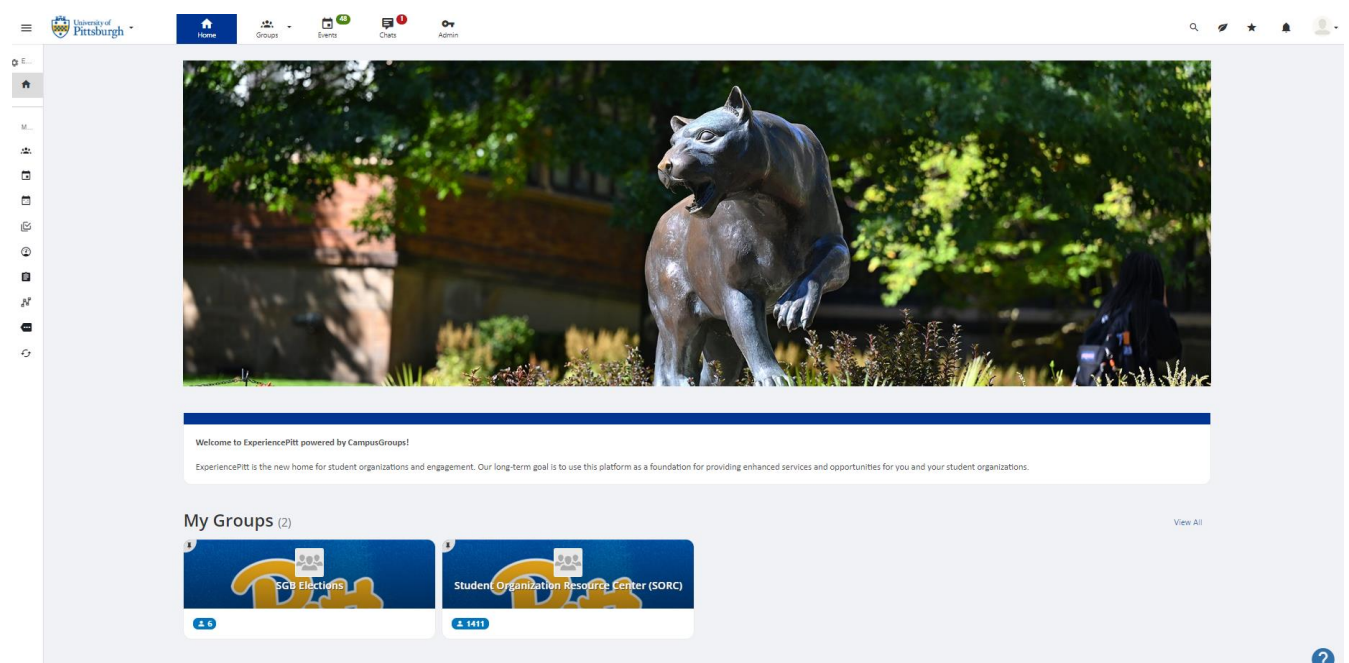 University of
Pittsburgh
Home
Groups
Events
48
Chats
1
Admin
E...
M...
Welcome to ExperiencePitt powered by CampusGroups!
ExperiencePitt is the new home for student organizations and engagement. Our long-term goal is to use this platform as a foundation for providing enhanced services and opportunities for you and your student organizations.
My Groups (2)
View All
Pitt
SGB Elections
6
Pitt
Student Organization Resource Center (SORC)
1411
?